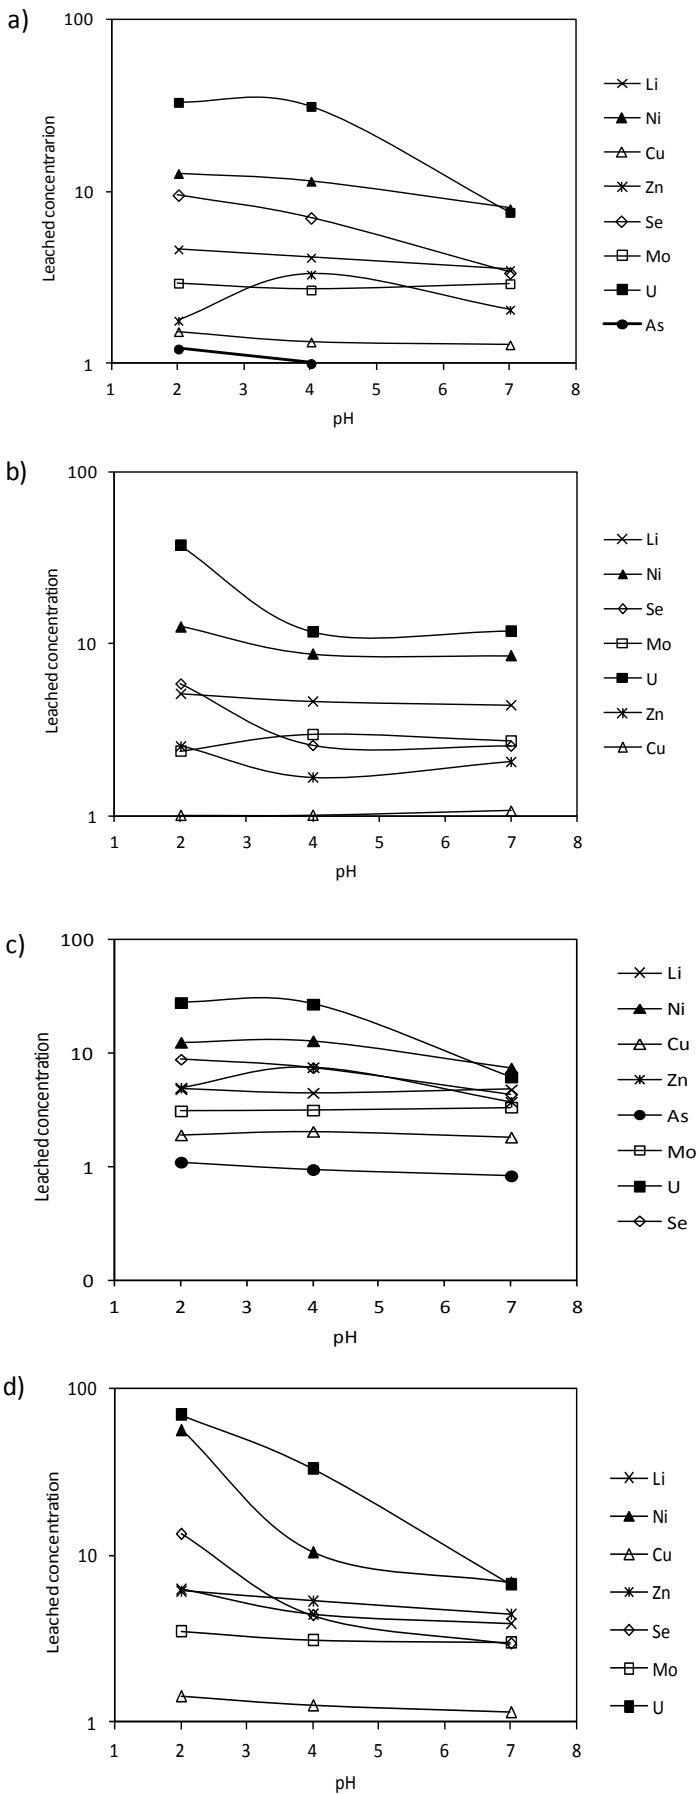 a)
Leached concentrarion
100
10
1
1 2 3 4 5 6 7 8
pH
Li
Ni
Cu
Zn
Se
Mo
U
As
b)
Leached concentration
100
10
1
1 2 3 4 5 6 7 8
pH
Li
Ni
Se
Mo
U
Zn
Cu
c)
Leached concentration
100
10
1
0
1 2 3 4 5 6 7 8
pH
Li
Ni
Cu
Zn
As
Mo
U
Se
d)
Leached concentration
100
10
1
1 2 3 4 5 6 7 8
pH
Li
Ni
Cu
Zn
Se
Mo
U